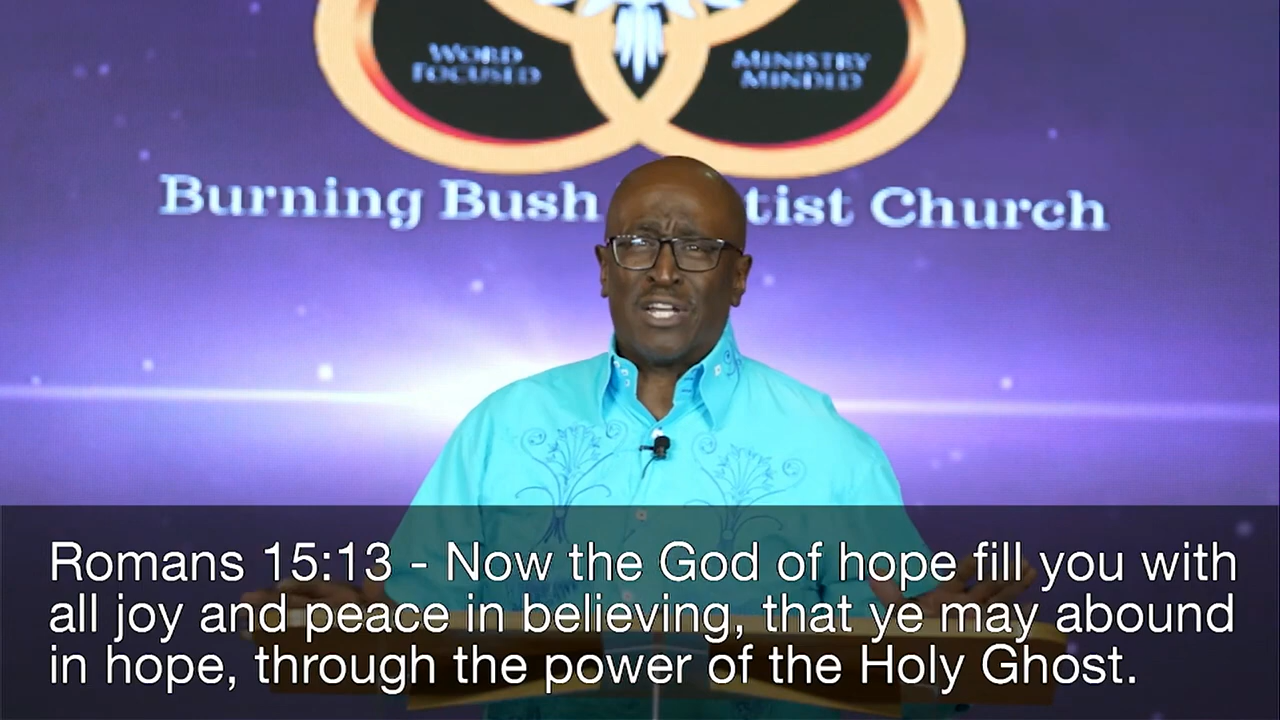 WORD MINISTRY
FOCUSED MINDED
Burning Bush tist Church
Romans 15:13 - Now the God of hope fill you with
all joy and peace in believing, that ye may abound
in hope, through the power of the Holy Ghost.